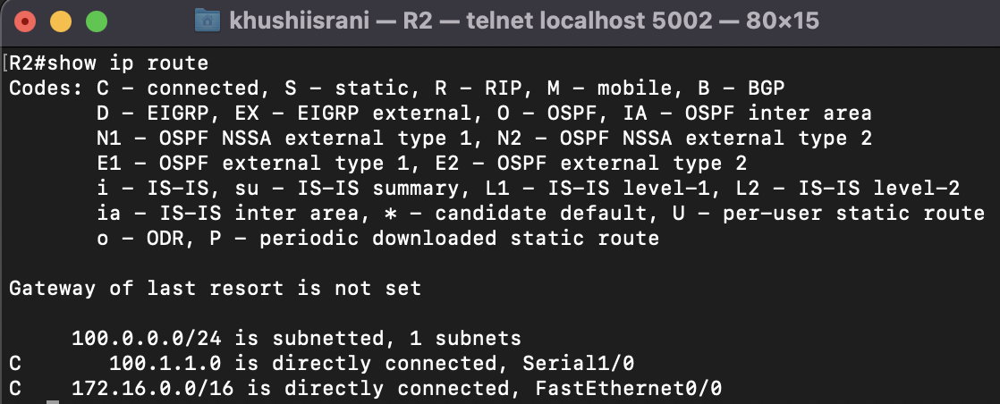 khushiisrani — R2 — telnet localhost 5002 — 80×15
[R2#show ip route
Codes: C - connected, S - static, R - RIP, M - mobile, B - BGP
       D - EIGRP, EX - EIGRP external, O - OSPF, IA - OSPF inter area
       N1 - OSPF NSSA external type 1, N2 - OSPF NSSA external type 2
       E1 - OSPF external type 1, E2 - OSPF external type 2
       i - IS-IS, su - IS-IS summary, L1 - IS-IS level-1, L2 - IS-IS level-2
       ia - IS-IS inter area, * - candidate default, U - per-user static route
       o - ODR, P - periodic downloaded static route

Gateway of last resort is not set

     100.0.0.0/24 is subnetted, 1 subnets
C       100.1.1.0 is directly connected, Serial1/0
C    172.16.0.0/16 is directly connected, FastEthernet0/0